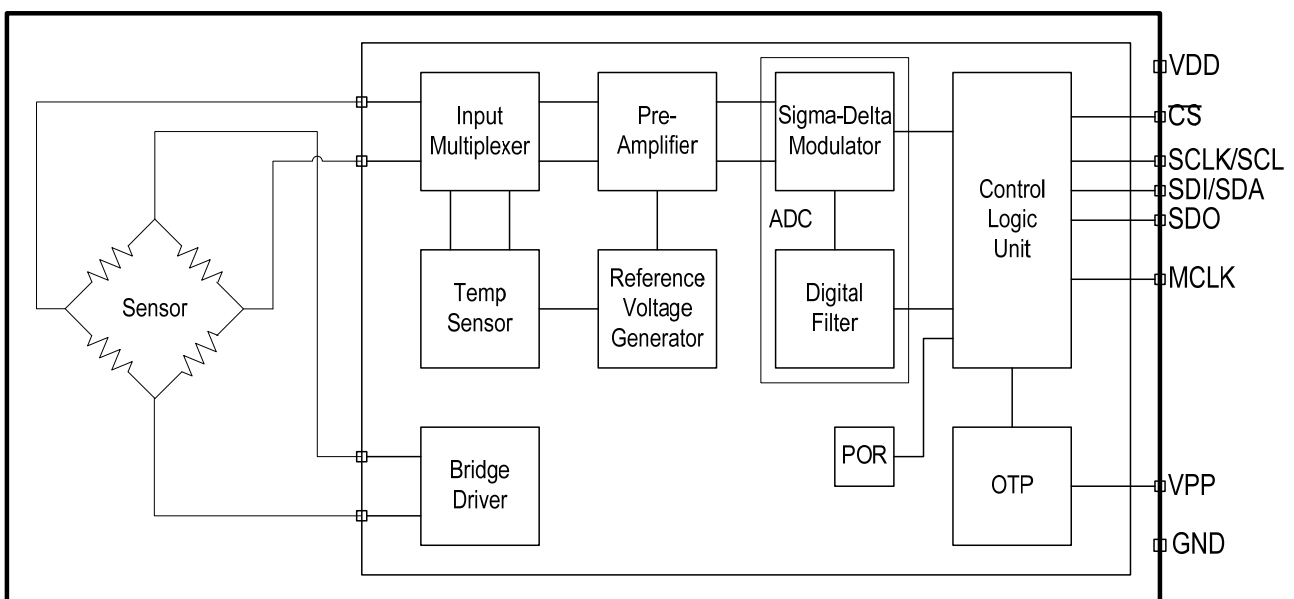 VDD
C̅S̅
SCLK/SCL
SDI/SDA
SDO
MCLK
VPP
GND
Input
Multiplexer
Pre-
Amplifier
Sigma-Delta
Modulator
Control
Logic
Unit
ADC
Sensor
Temp
Sensor
Reference
Voltage
Generator
Digital
Filter
Bridge
Driver
POR
OTP